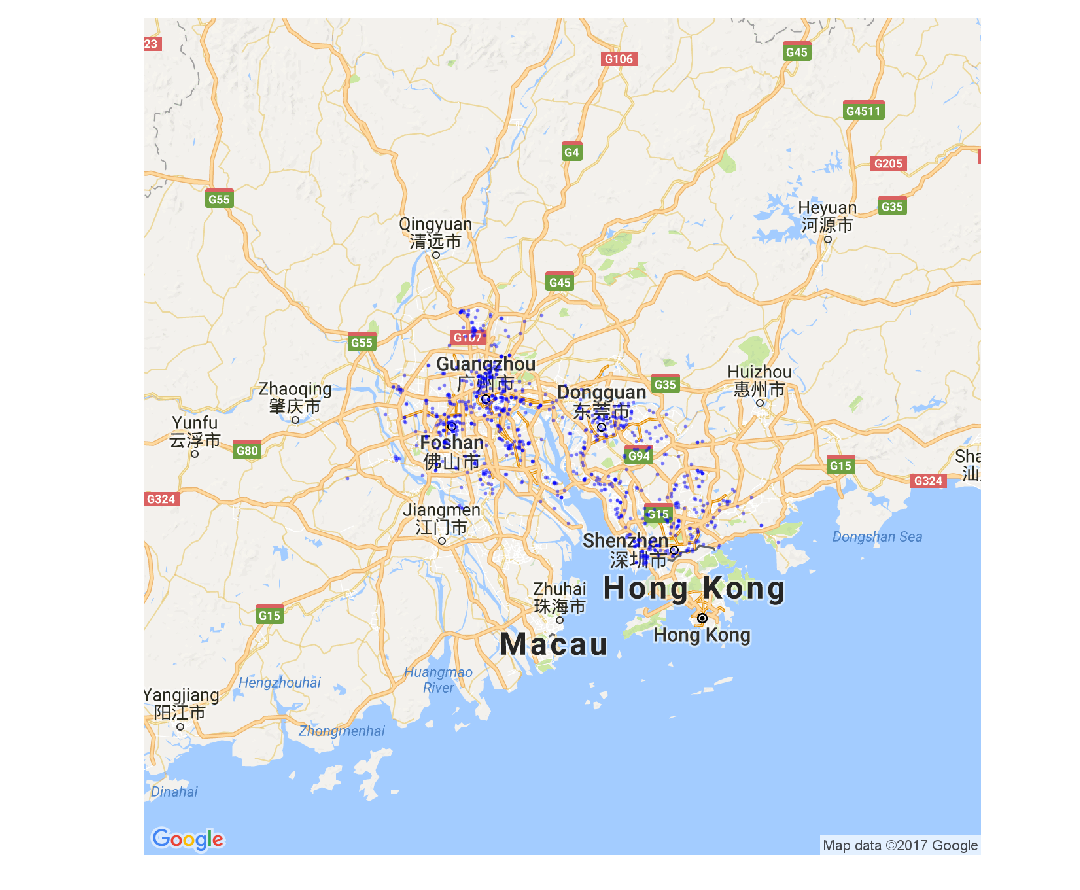 23
G106
G45
G4511
G4
G205
G55
Qingyuan
清远市
Heyuan
河源市
G35
G45
G107
G55
Guangzhou
广州市
Huizhou
惠州市
Zhaoqing
肇庆市
Dongguan
东莞市
G35
Yunfu
云浮市
Foshan
佛山市
G80
G94
G15
Sha
汕
G324
G324
Jiangmen
江门市
G15
Shenzhen
深圳市
Dongshan Sea
Zhuhai
珠海市
Hong Kong
G15
Macau
Hong Kong
Huangmao
River
Hengzhouhai
Yangjiang
阳江市
Zhongmenhai
Dinahai
Google
Map data ©2017 Google